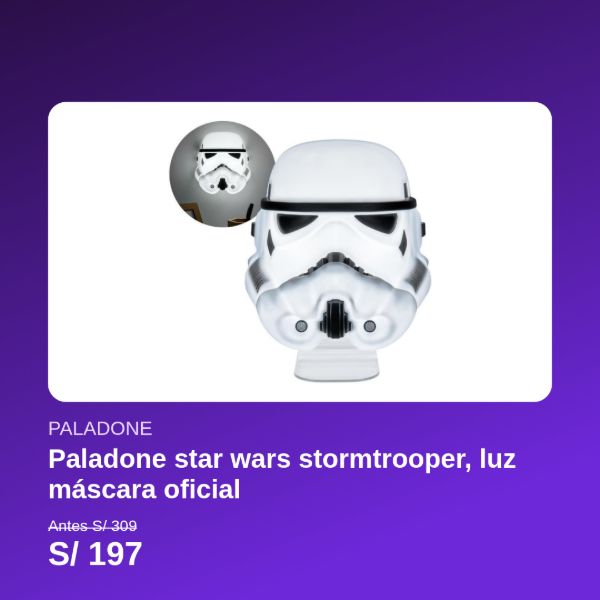 PALADONE
Paladone star wars stormtrooper, luz
máscara oficial
Antes S/ 309
S/ 197